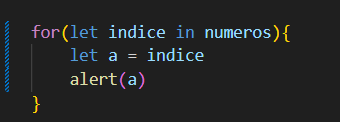 for(let indice in numeros){
    let a = indice
    alert(a)
}